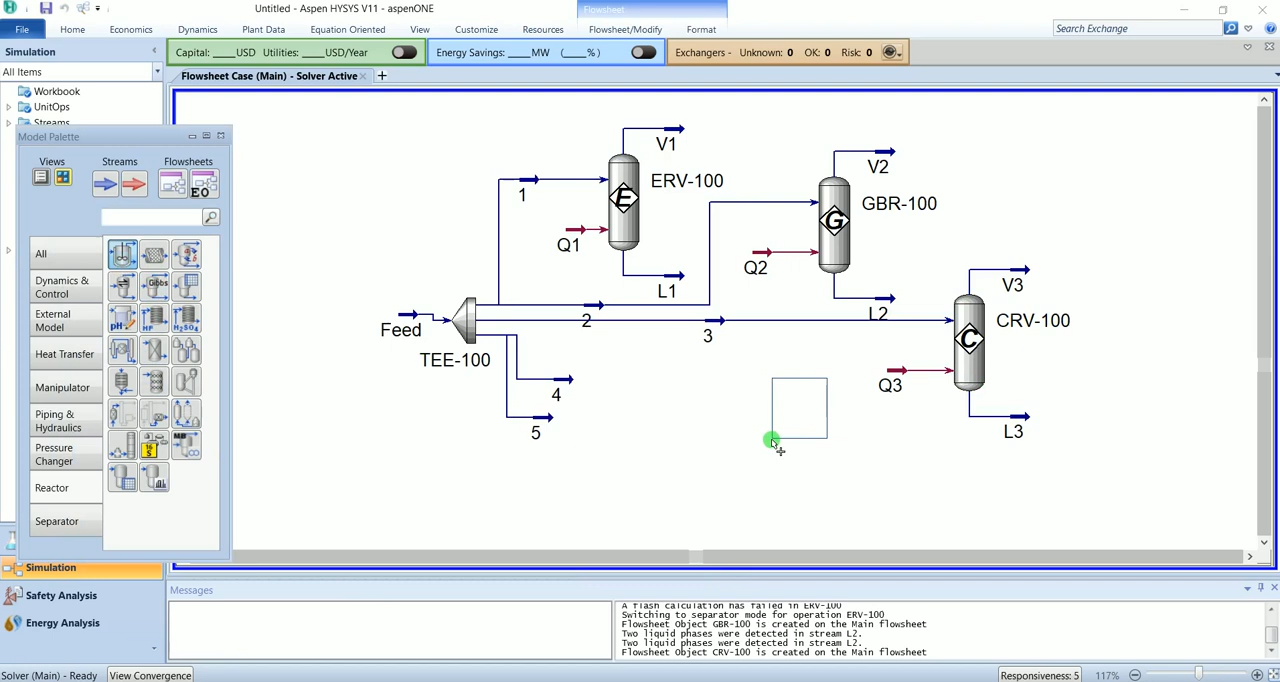 Untitled - Aspen HYSYS V11 - aspenONE
Flowsheet
File Home Economics Dynamics Plant Data Equation Oriented View Customize Resources Flowsheet/Modify Format
Search Exchange
Simulation
Capital: ____USD Utilities: ____USD/Year
Energy Savings: ____MW (____%)
Exchangers - Unknown: 0 OK: 0 Risk: 0
All Items
Flowsheet Case (Main) - Solver Active
Workbook
UnitOps
Streams
Model Palette
Views Streams Flowsheets
EO
All
Dynamics & Control
External Model
Heat Transfer
Manipulator
Piping & Hydraulics
Pressure Changer
Reactor
Separator
Gibbs
pH
HF
H2SO4
V1
ERV-100
E
1
Q1
L1
V2
GBR-100
G
Q2
L2
V3
CRV-100
C
Q3
L3
Feed
TEE-100
2
3
4
5
Simulation
Safety Analysis
Energy Analysis
Messages
A flash calculation has failed in ERV-100
Switching to separator mode for operation ERV-100
Flowsheet Object GBR-100 is created on the Main flowsheet
Two liquid phases were detected in stream L2.
Two liquid phases were detected in stream L2.
Flowsheet Object CRV-100 is created on the Main flowsheet
Solver (Main) - Ready
View Convergence
Responsiveness: 5
117%